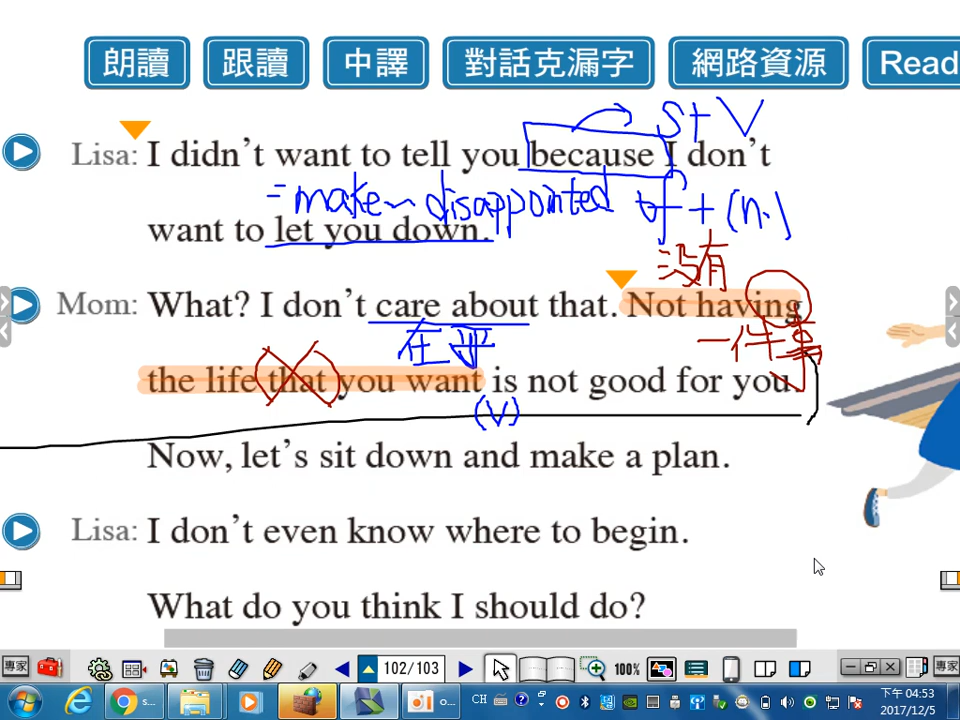 朗讀 跟讀 中譯 對話克漏字 網路資源 Read
S+V
Lisa: I didn't want to tell you because I don't
= make~disappointed of + (n.)
want to let you down.
沒有
Mom: What? I don't care about that. Not having
在乎 一件事
the life that you want is not good for you.
(V)
Now, let's sit down and make a plan.
Lisa: I don't even know where to begin.
What do you think I should do?
專家 102/103 100% 專家
s... o... CH 下午 04:53
2017/12/5